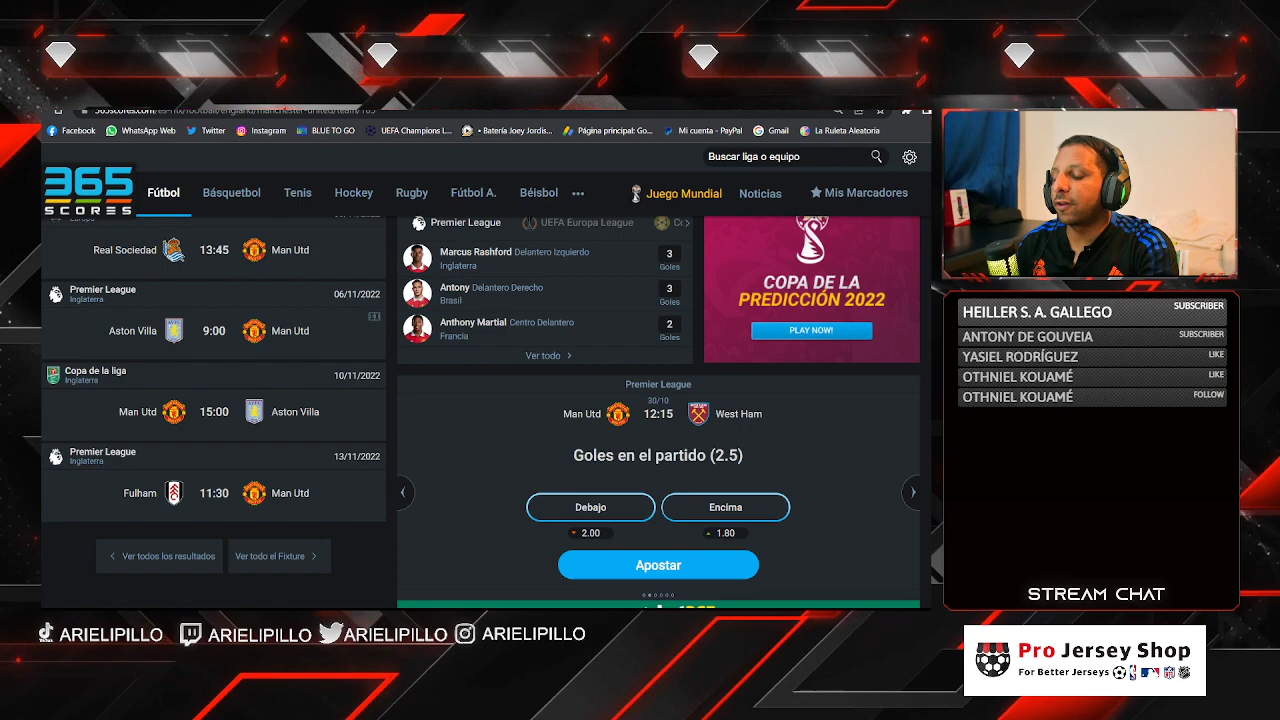 Facebook
WhatsApp Web
Twitter
Instagram
BLUE TO GO
UEFA Champions L...
• Batería Joey Jordis...
Página principal: Go...
Mi cuenta - PayPal
Gmail
La Ruleta Aleatoria
Buscar liga o equipo
365
SCORES
Fútbol
Básquetbol
Tenis
Hockey
Rugby
Fútbol A.
Béisbol
Juego Mundial
Noticias
Mis Marcadores
Real Sociedad 13:45 Man Utd
Premier League
Inglaterra
06/11/2022
Aston Villa 9:00 Man Utd
Copa de la liga
Inglaterra
10/11/2022
Man Utd 15:00 Aston Villa
Premier League
Inglaterra
13/11/2022
Fulham 11:30 Man Utd
Ver todos los resultados
Ver todo el Fixture
Premier League
UEFA Europa League
Marcus Rashford Delantero Izquierdo
Inglaterra
3
Goles
Antony Delantero Derecho
Brasil
3
Goles
Anthony Martial Centro Delantero
Francia
2
Goles
Ver todo
COPA DE LA
PREDICCIÓN 2022
PLAY NOW!
Premier League
30/10
Man Utd 12:15 West Ham
Goles en el partido (2.5)
Debajo
Encima
2.00
1.80
Apostar
HEILLER S. A. GALLEGO SUBSCRIBER
ANTONY DE GOUVEIA SUBSCRIBER
YASIEL RODRÍGUEZ LIKE
OTHNIEL KOUAMÉ LIKE
OTHNIEL KOUAMÉ FOLLOW
STREAM CHAT
ARIELIPILLO
ARIELIPILLO
ARIELIPILLO
ARIELIPILLO
Pro Jersey Shop
For Better Jerseys